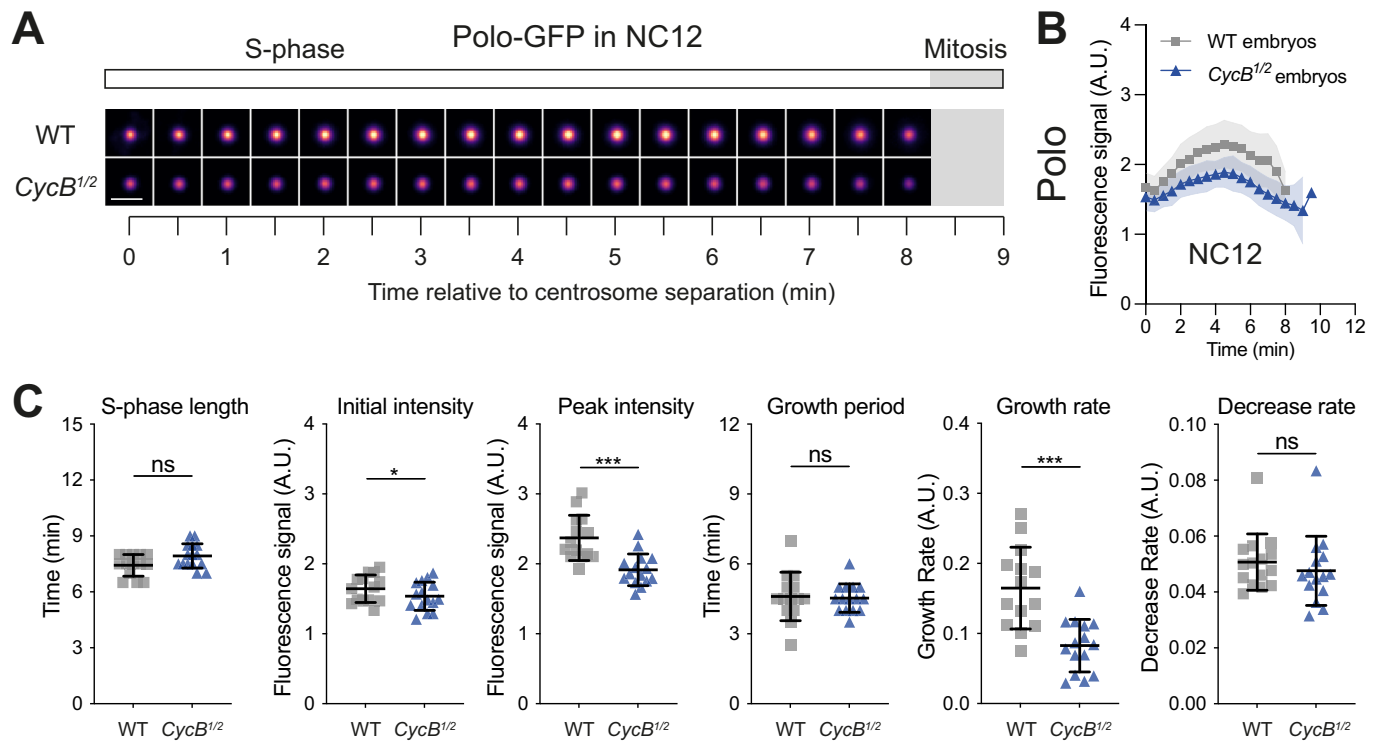 A
Polo-GFP in NC12
S-phase
Mitosis
WT
CycB1/2
0 1 2 3 4 5 6 7 8 9
Time relative to centrosome separation (min)
B
WT embryos
CycB1/2 embryos
Polo
Fluorescence signal (A.U.)
4
3
2
1
0
NC12
0 2 4 6 8 10 12
Time (min)
C
S-phase length
Time (min)
15
12
9
6
3
0
ns
WT CycB1/2
Initial intensity
Fluorescence signal (A.U.)
4
3
2
1
0
*
WT CycB1/2
Peak intensity
Fluorescence signal (A.U.)
4
3
2
1
0
***
WT CycB1/2
Growth period
Time (min)
12
9
6
3
0
ns
WT CycB1/2
Growth rate
Growth Rate (A.U.)
0.4
0.3
0.2
0.1
0.0
***
WT CycB1/2
Decrease rate
Decrease Rate (A.U.)
0.10
0.08
0.06
0.04
0.02
0.00
ns
WT CycB1/2